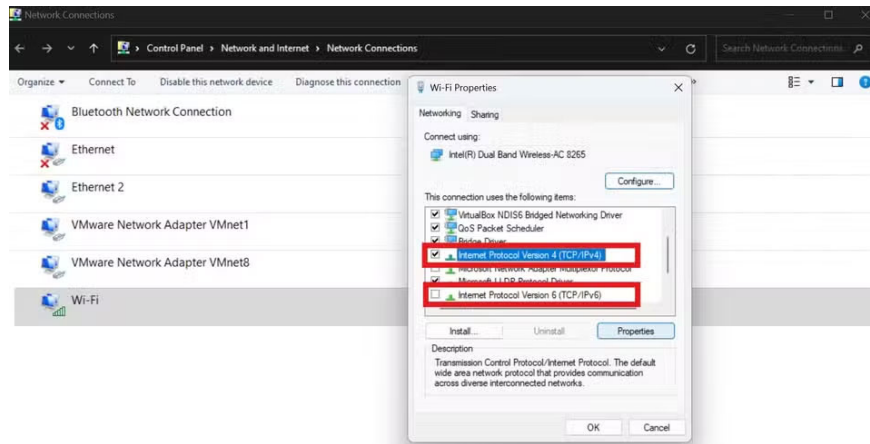 Network Connections
Control Panel › Network and Internet › Network Connections
Search Network Connections
Organize
Connect To
Disable this network device
Diagnose this connection
»
Bluetooth Network Connection
Ethernet
Ethernet 2
VMware Network Adapter VMnet1
VMware Network Adapter VMnet8
Wi-Fi
Wi-Fi Properties
Networking Sharing
Connect using:
Intel(R) Dual Band Wireless-AC 8265
Configure...
This connection uses the following items:
VirtualBox NDIS6 Bridged Networking Driver
QoS Packet Scheduler
Bridge Driver
Internet Protocol Version 4 (TCP/IPv4)
Microsoft Network Adapter Multiplexor Protocol
Microsoft LLDP Protocol Driver
Internet Protocol Version 6 (TCP/IPv6)
Install... Uninstall Properties
Description
Transmission Control Protocol/Internet Protocol. The default
wide area network protocol that provides communication
across diverse interconnected networks.
OK Cancel